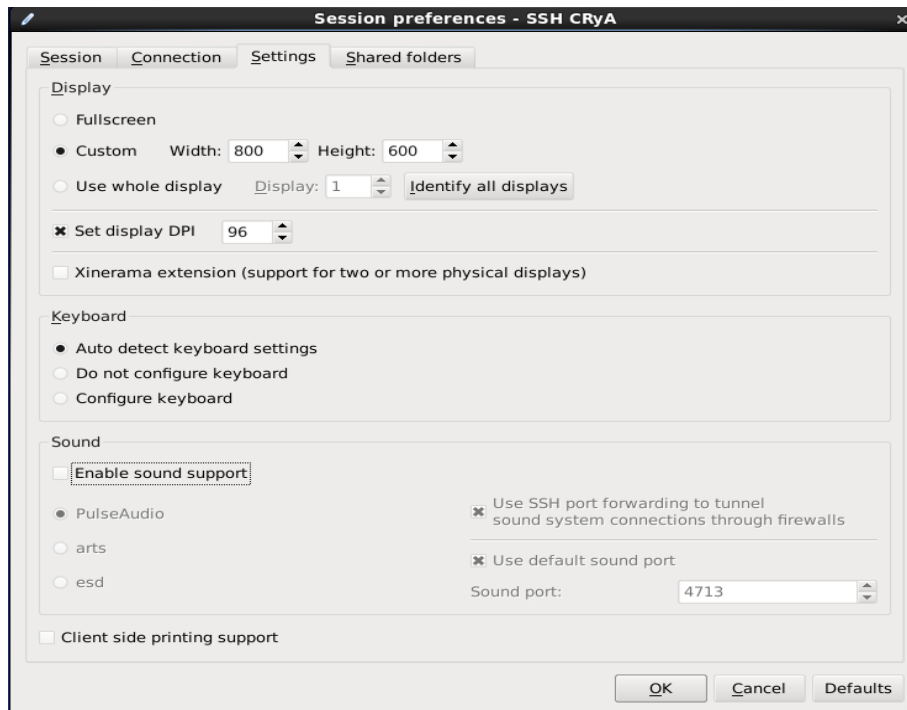 Session preferences - SSH CRyA
Session Connection Settings Shared folders
Display
Fullscreen
Custom Width: 800 Height: 600
Use whole display Display: 1 Identify all displays
Set display DPI 96
Xinerama extension (support for two or more physical displays)
Keyboard
Auto detect keyboard settings
Do not configure keyboard
Configure keyboard
Sound
Enable sound support
PulseAudio
arts
esd
Use SSH port forwarding to tunnel
sound system connections through firewalls
Use default sound port
Sound port: 4713
Client side printing support
OK Cancel Defaults